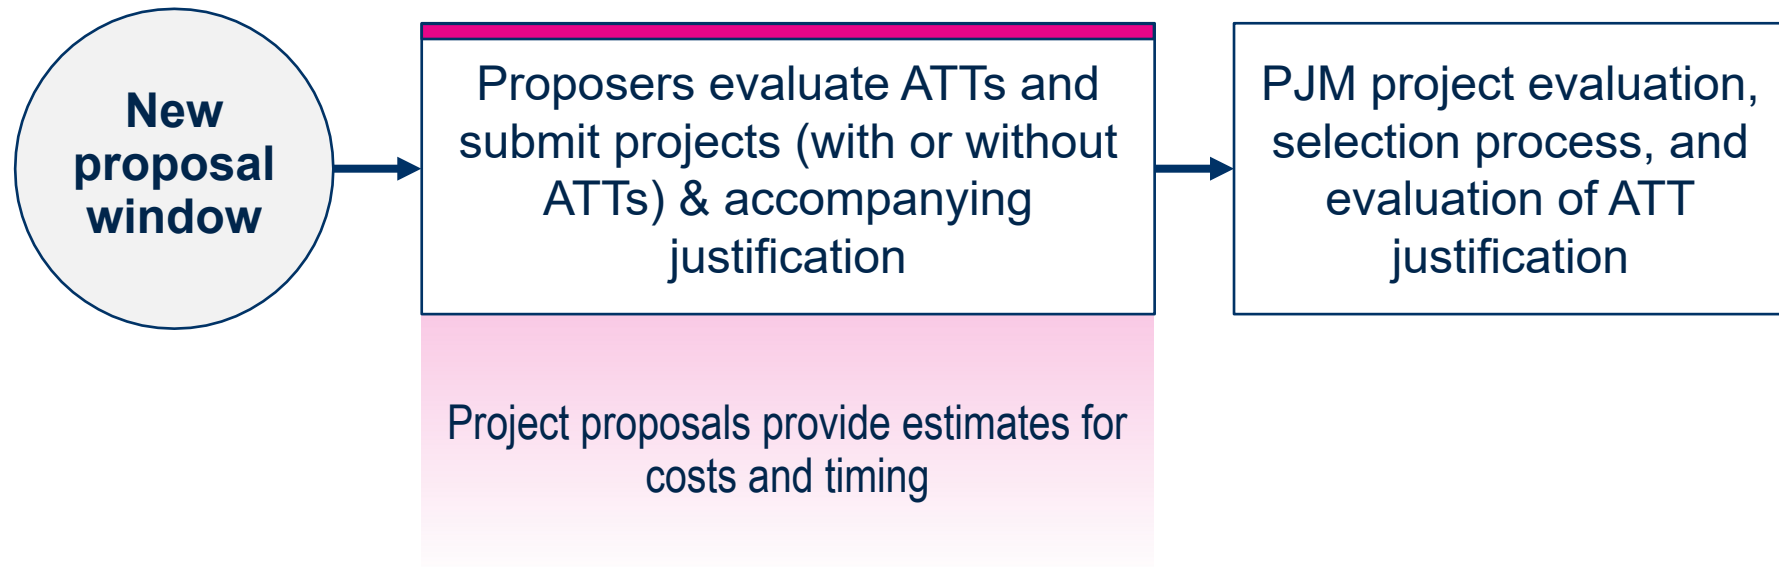 New
proposal
window
Proposers evaluate ATTs and
submit projects (with or without
ATTs) & accompanying
justification
Project proposals provide estimates for
costs and timing
PJM project evaluation,
selection process, and
evaluation of ATT
justification